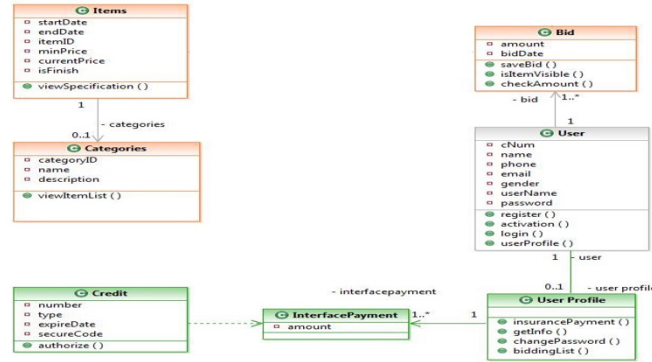 Items
startDate
endDate
itemID
minPrice
currentPrice
isFinish
viewSpecification ( )
1
- categories
0..1
Categories
categoryID
name
description
viewItemList ( )
Bid
amount
bidDate
saveBid ( )
isItemVisible ( )
checkAmount ( )
- bid
1..*
1
User
cNum
name
phone
email
gender
userName
password
register ( )
activation ( )
login ( )
userProfile ( )
1
- user
0..1
- user profile
Credit
number
type
expireDate
secureCode
authorize ( )
- interfacepayment
InterfacePayment
amount
1..*
1
User Profile
insurancePayment ( )
getInfo ( )
changePassword ( )
biddingList ( )